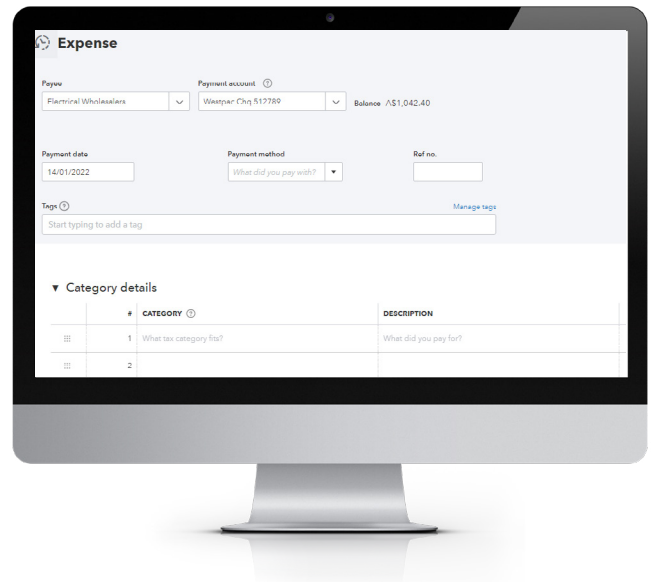 Expense
Payee Payment account ?
Electrical Wholesalers Westpac Chq 512789 Balance A$1,042.40
Payment date Payment method Ref no.
14/01/2022 What did you pay with?
Tags ? Manage tags
Start typing to add a tag
Category details
# CATEGORY ? DESCRIPTION
1 What tax category fits? What did you pay for?
2